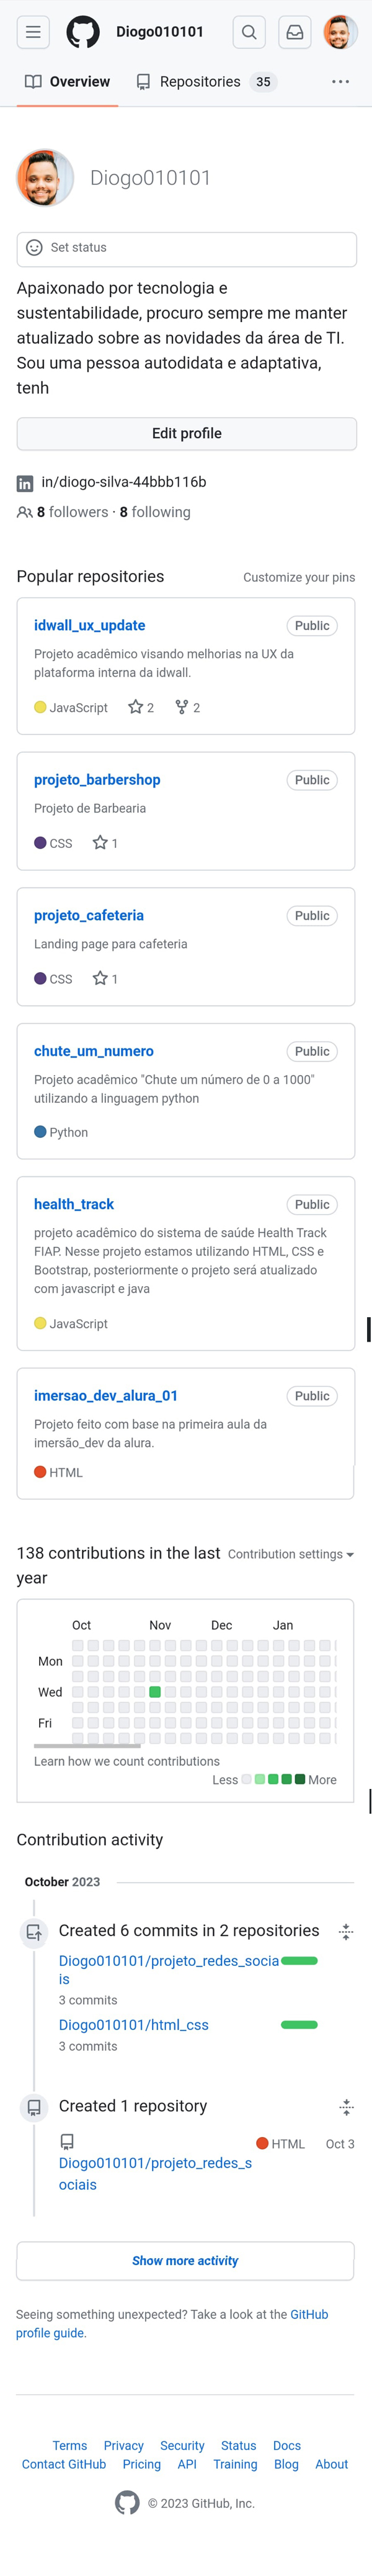 Diogo010101
Overview
Repositories 35
Diogo010101
Set status
Apaixonado por tecnologia e
sustentabilidade, procuro sempre me manter
atualizado sobre as novidades da área de TI.
Sou uma pessoa autodidata e adaptativa,
tenh
Edit profile
in/diogo-silva-44bbb116b
8 followers · 8 following
Popular repositories
Customize your pins
idwall_ux_update
Public
Projeto acadêmico visando melhorias na UX da
plataforma interna da idwall.
JavaScript 2 2
projeto_barbershop
Public
Projeto de Barbearia
CSS 1
projeto_cafeteria
Public
Landing page para cafeteria
CSS 1
chute_um_numero
Public
Projeto acadêmico "Chute um número de 0 a 1000"
utilizando a linguagem python
Python
health_track
Public
projeto acadêmico do sistema de saúde Health Track
FIAP. Nesse projeto estamos utilizando HTML, CSS e
Bootstrap, posteriormente o projeto será atualizado
com javascript e java
JavaScript
imersao_dev_alura_01
Public
Projeto feito com base na primeira aula da
imersão_dev da alura.
HTML
138 contributions in the last
year
Contribution settings
Oct Nov Dec Jan
Mon
Wed
Fri
Learn how we count contributions
Less More
Contribution activity
October 2023
Created 6 commits in 2 repositories
Diogo010101/projeto_redes_socia
is
3 commits
Diogo010101/html_css
3 commits
Created 1 repository
HTML Oct 3
Diogo010101/projeto_redes_s
ociais
Show more activity
Seeing something unexpected? Take a look at the GitHub
profile guide.
Terms Privacy Security Status Docs
Contact GitHub Pricing API Training Blog About
© 2023 GitHub, Inc.